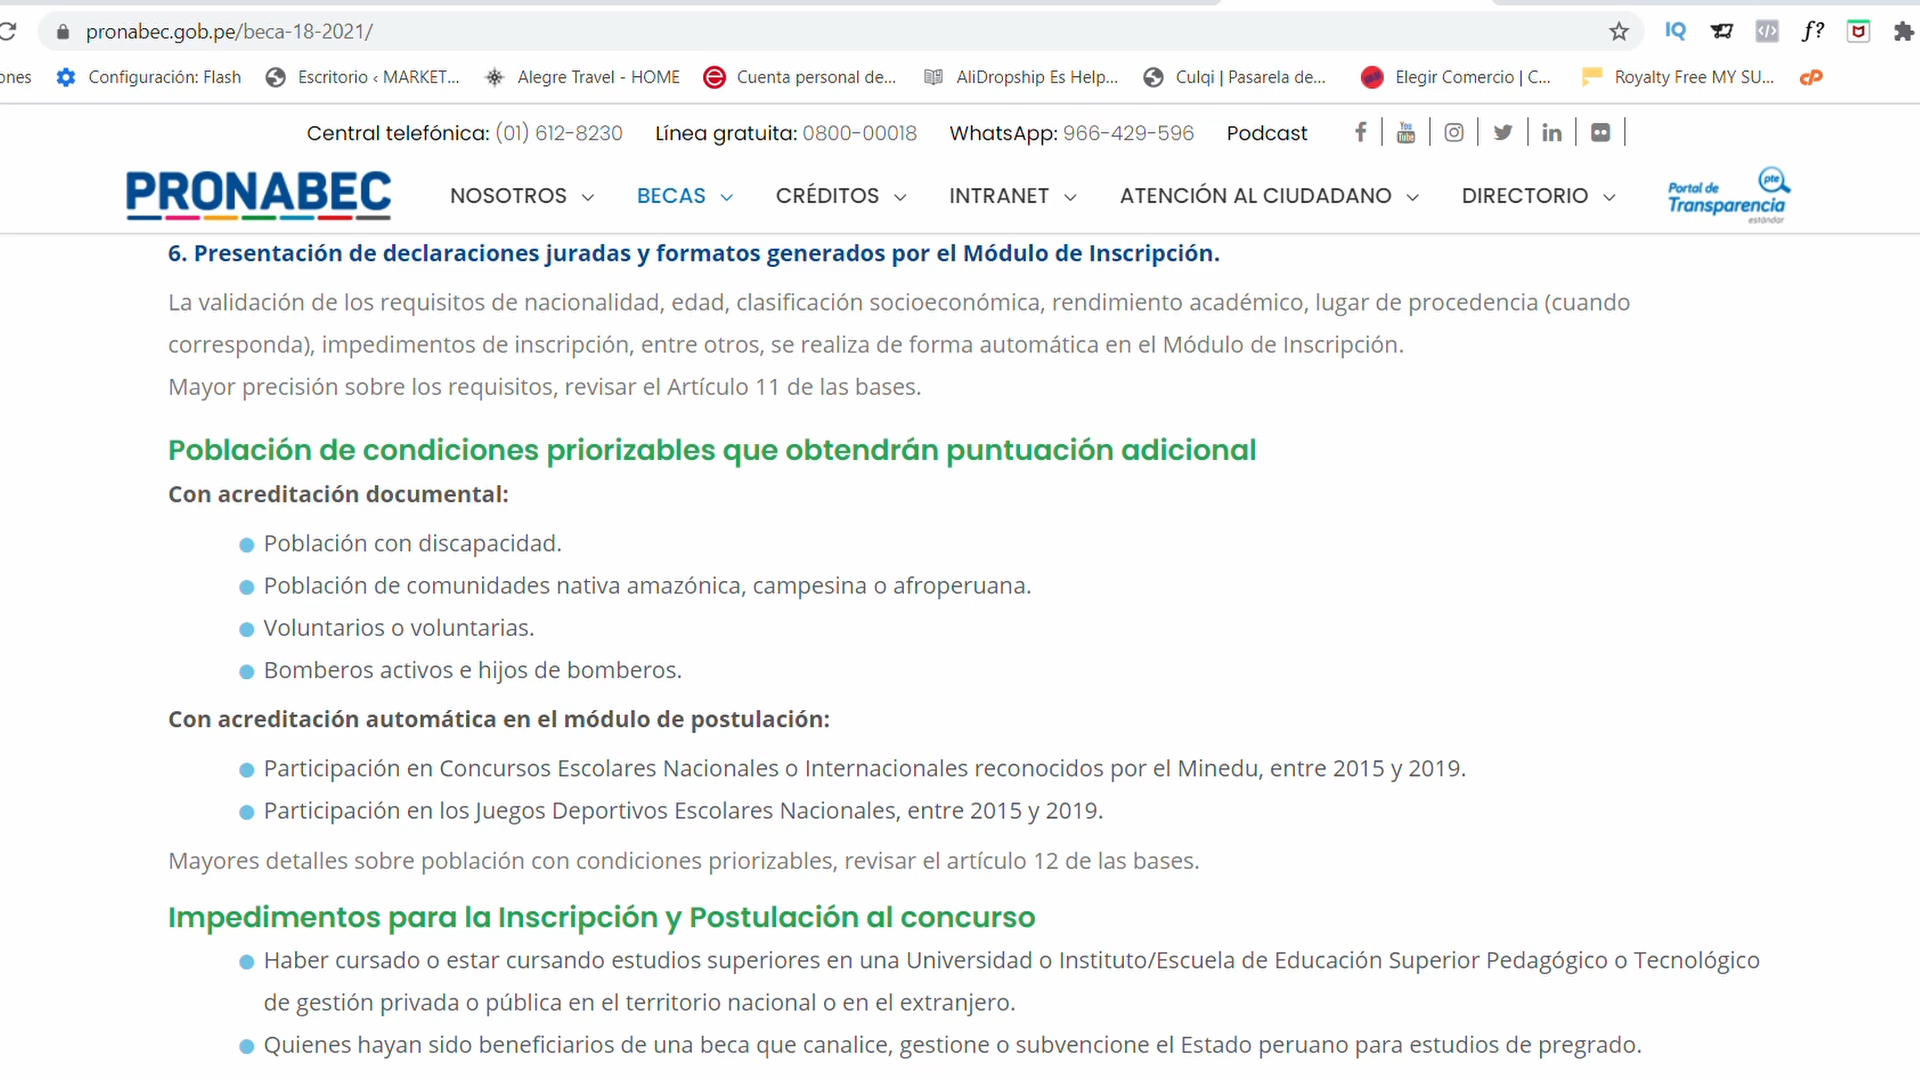 pronabec.gob.pe/beca-18-2021/
IQ
</>
f?
ones
Configuración: Flash
Escritorio ‹ MARKET...
Alegre Travel - HOME
Cuenta personal de...
AliDropship Es Help...
Culqi | Pasarela de...
Elegir Comercio | C...
Royalty Free MY SU...
cP
Central telefónica: (01) 612-8230 Línea gratuita: 0800-00018 WhatsApp: 966-429-596 Podcast
You Tube
in
PRONABEC
NOSOTROS BECAS CRÉDITOS INTRANET ATENCIÓN AL CIUDADANO DIRECTORIO
Portal de
Transparencia
estándar
pte
6. Presentación de declaraciones juradas y formatos generados por el Módulo de Inscripción.
La validación de los requisitos de nacionalidad, edad, clasificación socioeconómica, rendimiento académico, lugar de procedencia (cuando
corresponda), impedimentos de inscripción, entre otros, se realiza de forma automática en el Módulo de Inscripción.
Mayor precisión sobre los requisitos, revisar el Artículo 11 de las bases.
Población de condiciones priorizables que obtendrán puntuación adicional
Con acreditación documental:
Población con discapacidad.
Población de comunidades nativa amazónica, campesina o afroperuana.
Voluntarios o voluntarias.
Bomberos activos e hijos de bomberos.
Con acreditación automática en el módulo de postulación:
Participación en Concursos Escolares Nacionales o Internacionales reconocidos por el Minedu, entre 2015 y 2019.
Participación en los Juegos Deportivos Escolares Nacionales, entre 2015 y 2019.
Mayores detalles sobre población con condiciones priorizables, revisar el artículo 12 de las bases.
Impedimentos para la Inscripción y Postulación al concurso
Haber cursado o estar cursando estudios superiores en una Universidad o Instituto/Escuela de Educación Superior Pedagógico o Tecnológico
de gestión privada o pública en el territorio nacional o en el extranjero.
Quienes hayan sido beneficiarios de una beca que canalice, gestione o subvencione el Estado peruano para estudios de pregrado.